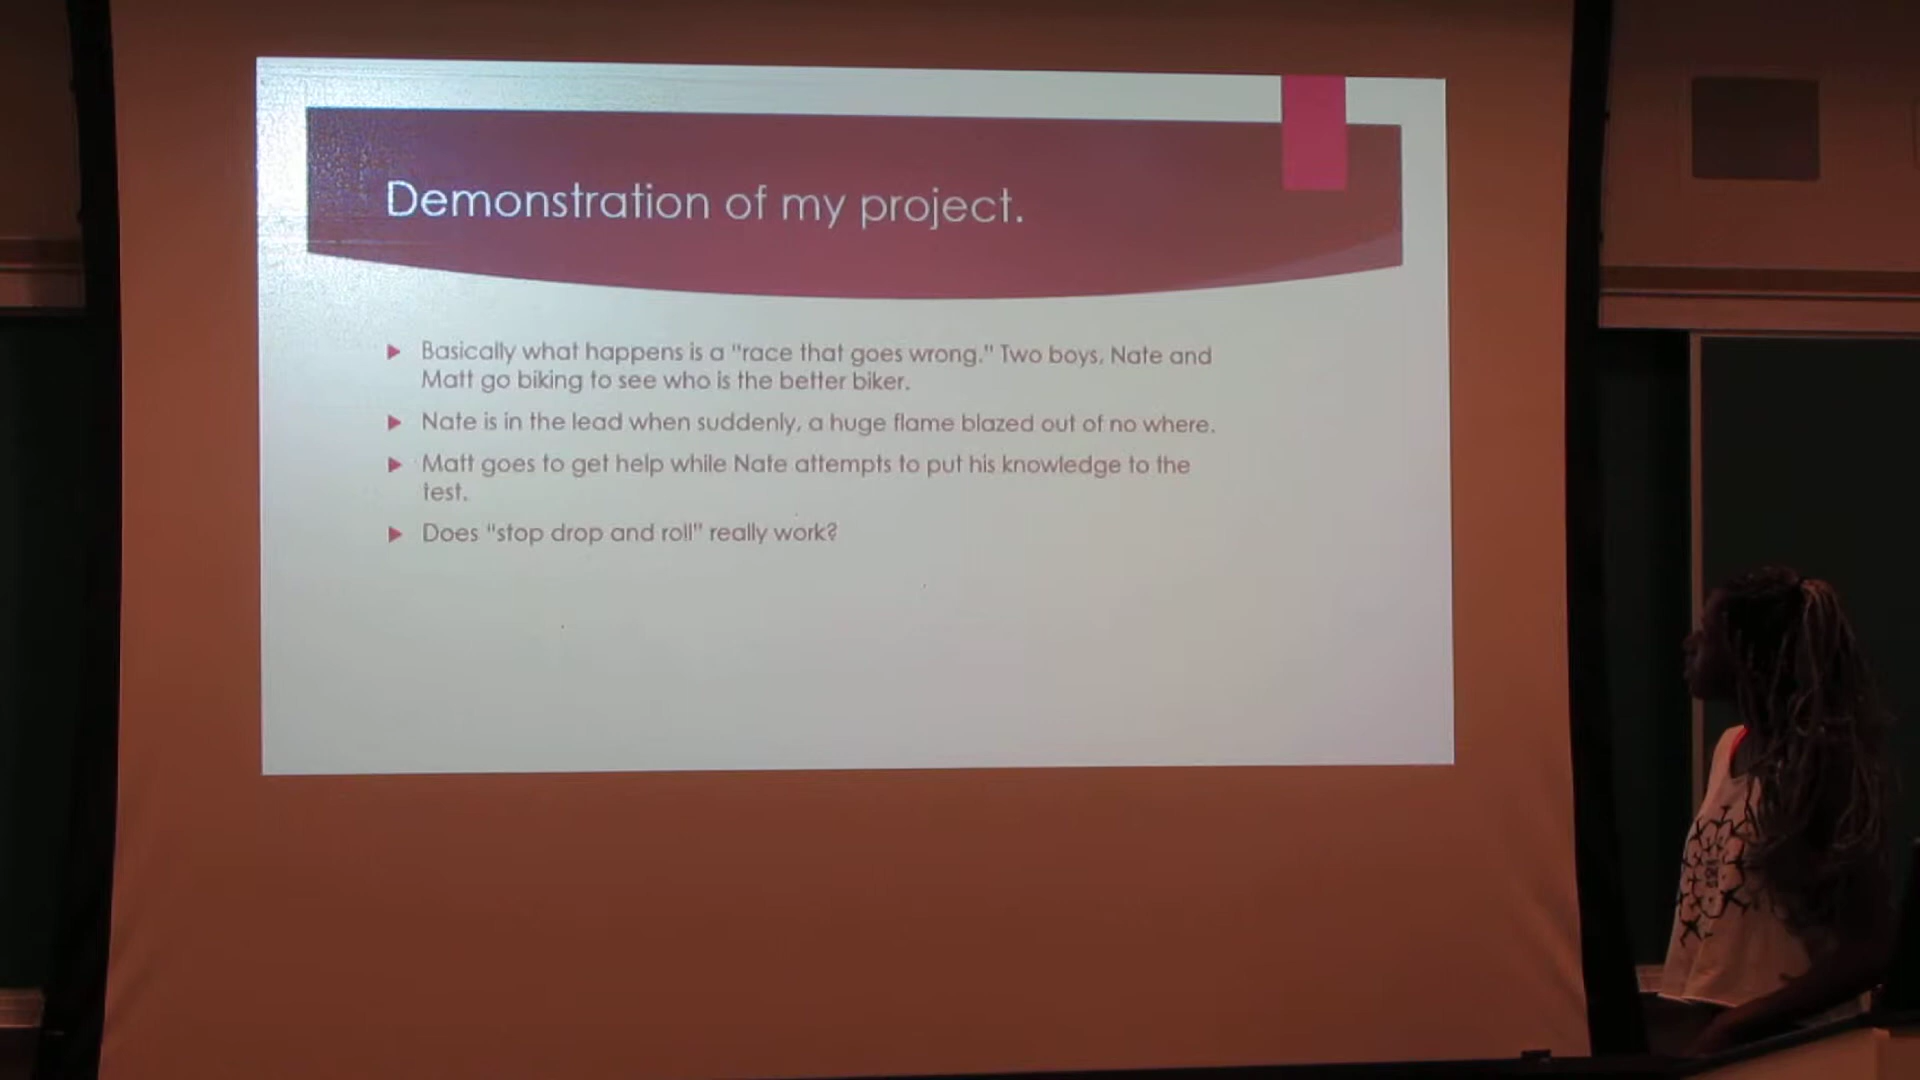 Demonstration of my project.
Basically what happens is a "race that goes wrong." Two boys, Nate and
Matt go biking to see who is the better biker.
Nate is in the lead when suddenly, a huge flame blazed out of no where.
Matt goes to get help while Nate attempts to put his knowledge to the
test.
Does "stop drop and roll" really work?